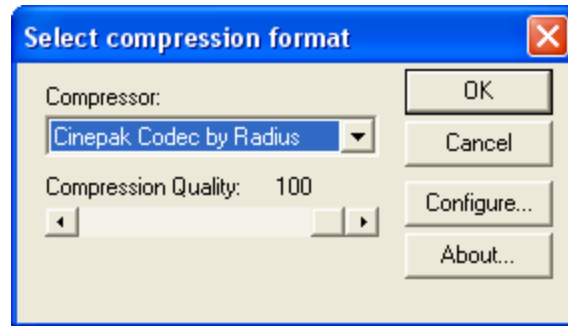 Select compression format
Compressor:
Cinepak Codec by Radius
Compression Quality: 100
OK
Cancel
Configure...
About...